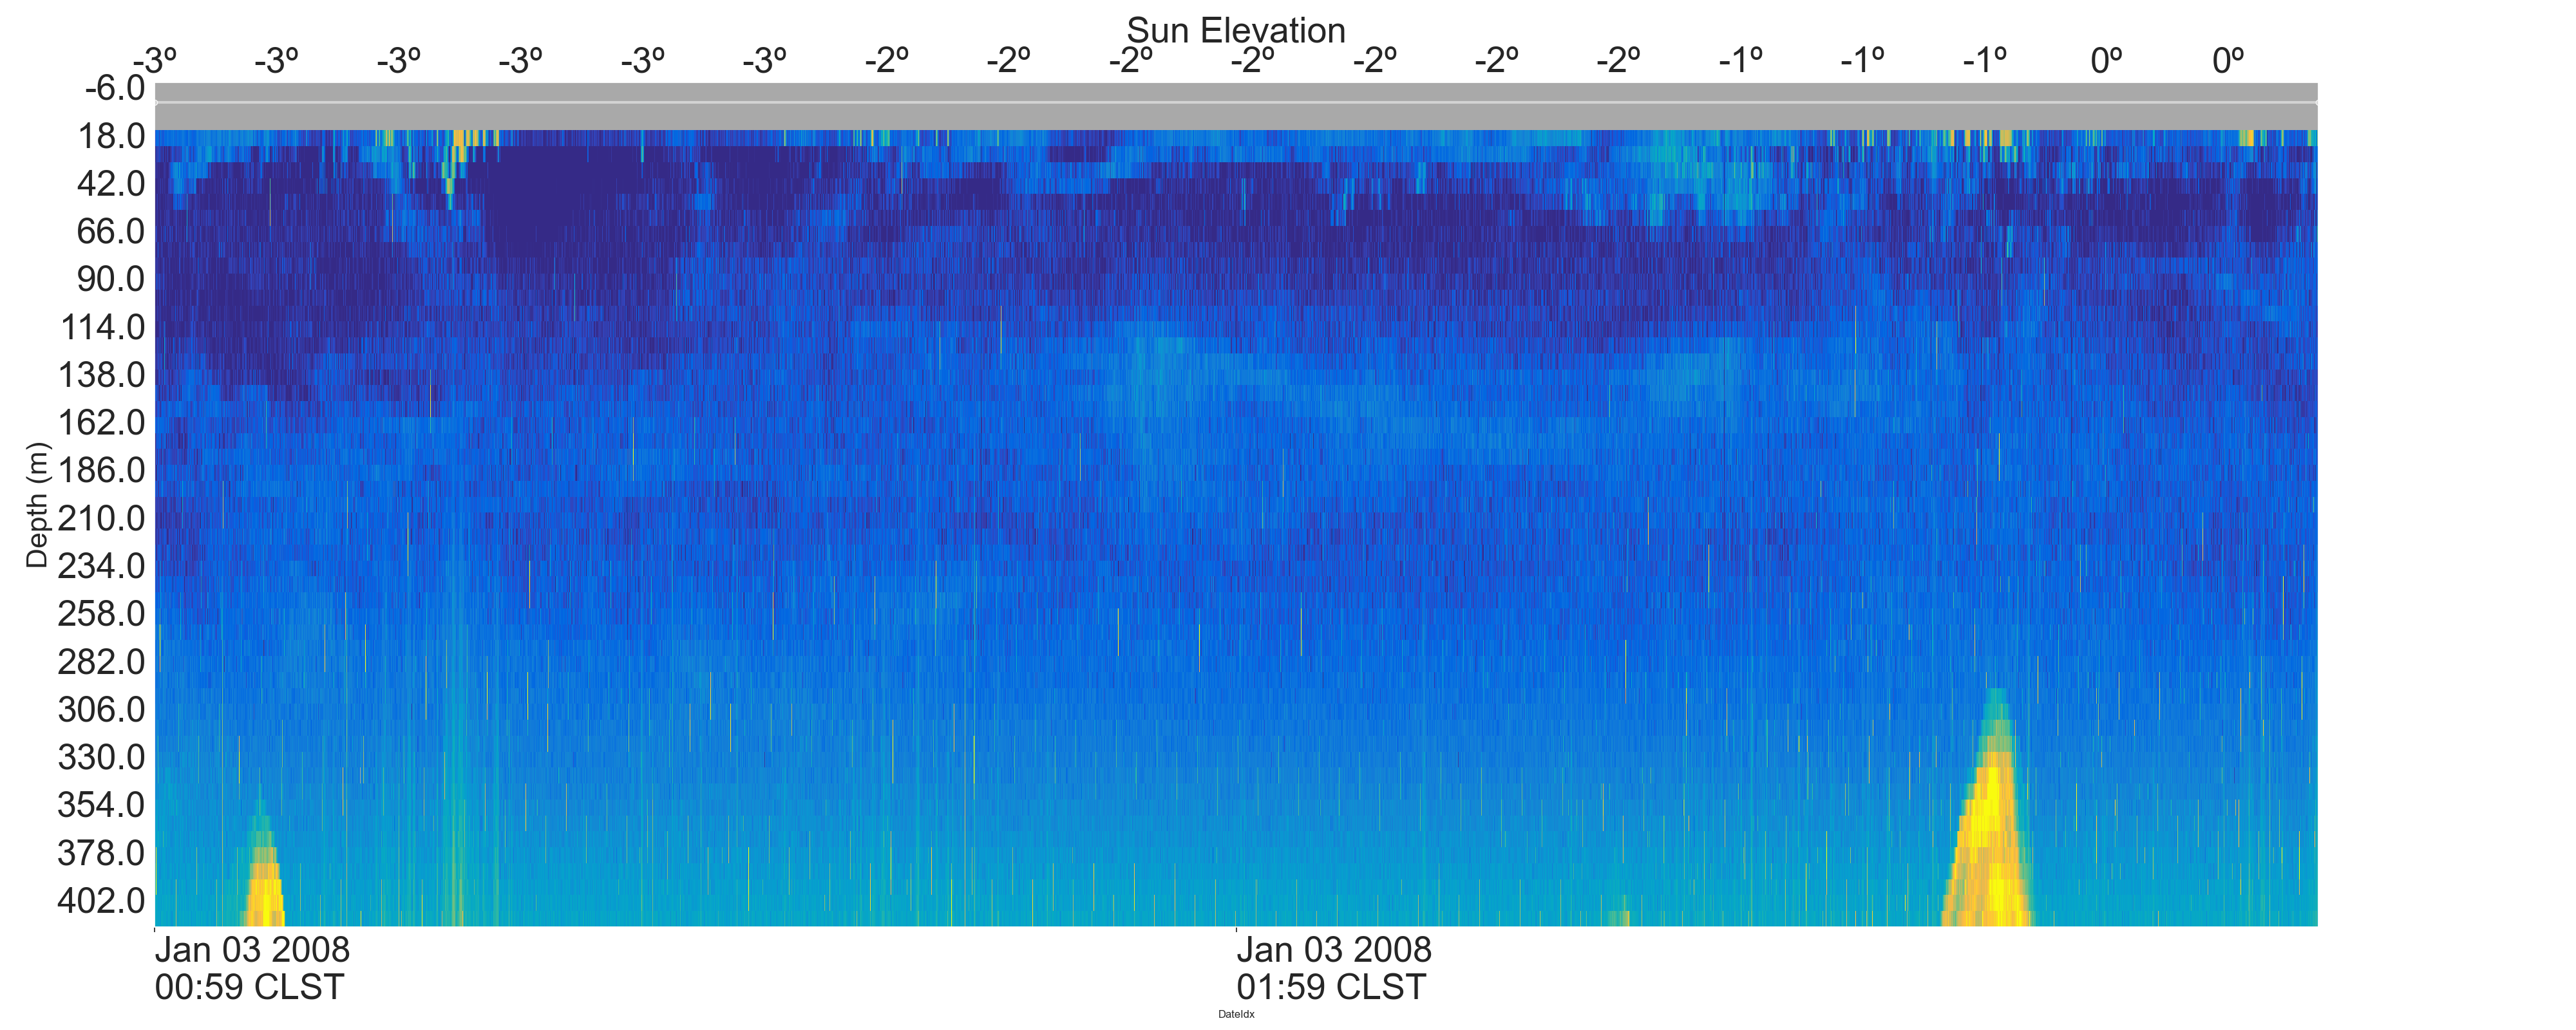 Sun Elevation
-3º -3º -3º -3º -3º -3º -2º -2º -2º -2º -2º -2º -2º -1º -1º -1º 0º 0º
-6.0
18.0
42.0
66.0
90.0
114.0
138.0
162.0
186.0
210.0
234.0
258.0
282.0
306.0
330.0
354.0
378.0
402.0
Depth (m)
Jan 03 2008
00:59 CLST
Jan 03 2008
01:59 CLST
DateIdx